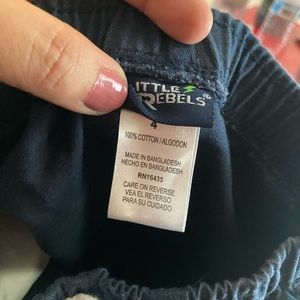 LITTLE
REBELS
4
100% COTTON / ALGODON
MADE IN BANGLADESH
HECHO EN BANGLADESH
RN16435
CARE ON REVERSE
VEA EL REVERSO
PARA SU CUIDADO